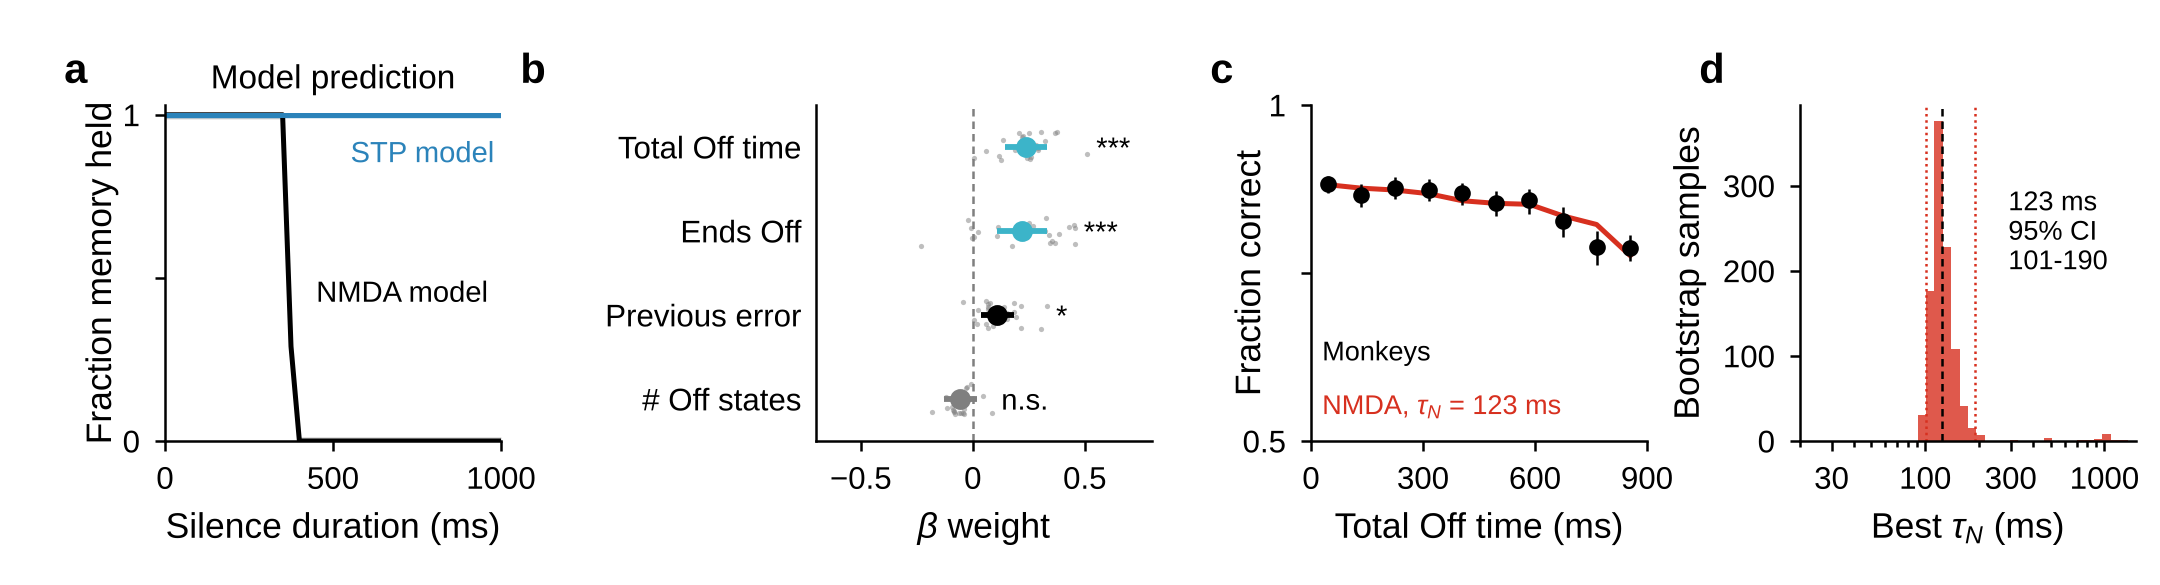 a
Model prediction
Fraction memory held
1
0
STP model
NMDA model
0 500 1000
Silence duration (ms)
b
Total Off time
***
Ends Off
***
Previous error
*
# Off states
n.s.
−0.5 0 0.5
β weight
c
Fraction correct
1
0.5
Monkeys
NMDA, τN = 123 ms
0 300 600 900
Total Off time (ms)
d
Bootstrap samples
300
200
100
0
123 ms
95% CI
101-190
30 100 300 1000
Best τN (ms)